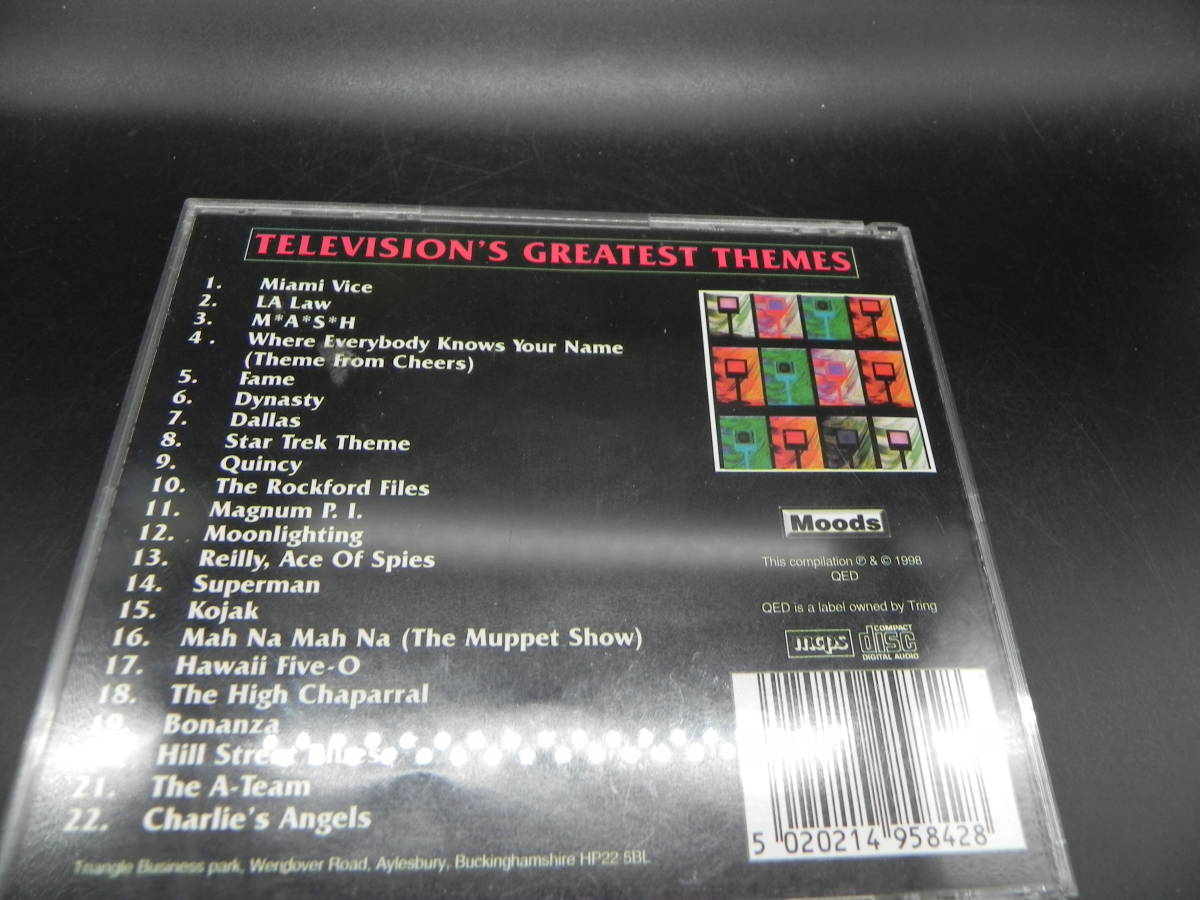 TELEVISION'S GREATEST THEMES
1. Miami Vice
2. LA Law
3. M*A*S*H
4. Where Everybody Knows Your Name
(Theme From Cheers)
5. Fame
6. Dynasty
7. Dallas
8. Star Trek Theme
9. Quincy
10. The Rockford Files
11. Magnum P. I.
12. Moonlighting
13. Reilly, Ace Of Spies
14. Superman
15. Kojak
16. Mah Na Mah Na (The Muppet Show)
17. Hawaii Five-O
18. The High Chaparral
19. Bonanza
Hill Street Blues
21. The A-Team
22. Charlie's Angels
Triangle Business park, Wendover Road, Aylesbury, Buckinghamshire HP22 5BL
Moods
This compilation ℗ & © 1998
QED
QED is a label owned by Tring
mcps
COMPACT
disc
DIGITAL AUDIO
5 020214 958428